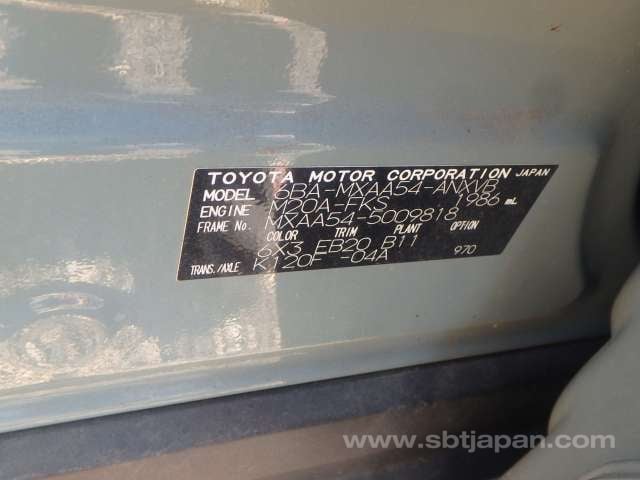 TOYOTA MOTOR CORPORATION JAPAN
MODEL 6BA-MXAA54-ANXVB
ENGINE M20A-FKS 1986 mL
FRAME No. MXAA54-5009818
COLOR TRIM PLANT OPTION
6X3 EB20 B11
TRANS./AXLE K120F -04A 970
www.sbtjapan.com